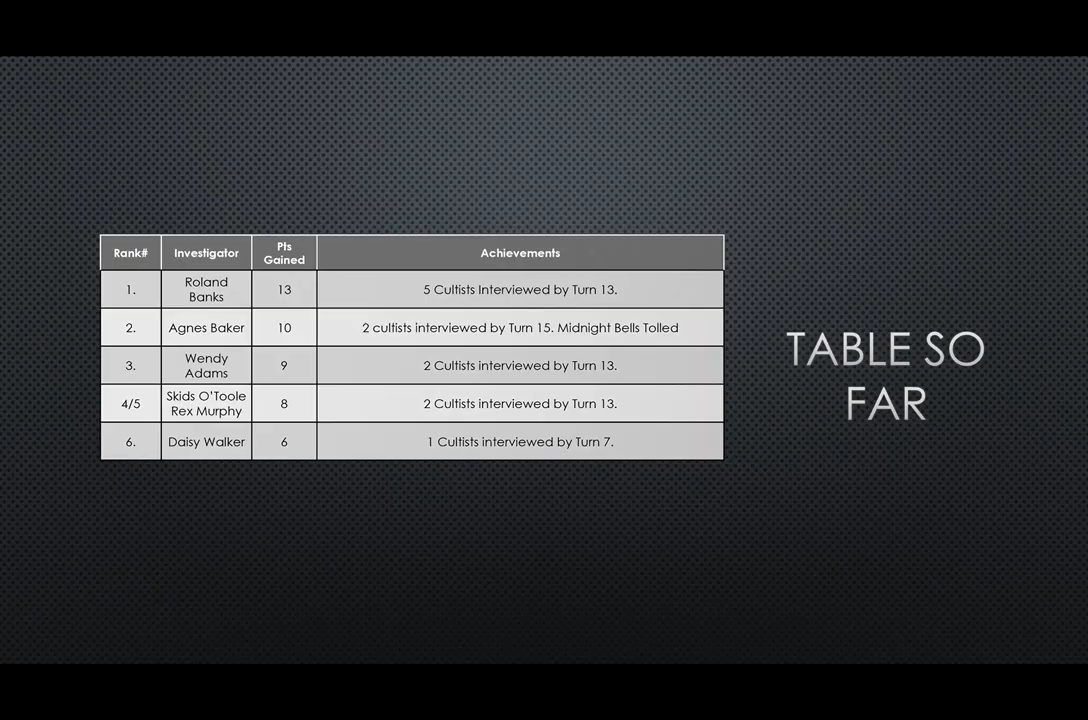 Rank# Investigator Pts Gained Achievements
1. Roland Banks 13 5 Cultists Interviewed by Turn 13.
2. Agnes Baker 10 2 cultists interviewed by Turn 15. Midnight Bells Tolled
3. Wendy Adams 9 2 Cultists interviewed by Turn 13.
4/5 Skids O'Toole Rex Murphy 8 2 Cultists interviewed by Turn 13.
6. Daisy Walker 6 1 Cultists interviewed by Turn 7.
TABLE SO
FAR